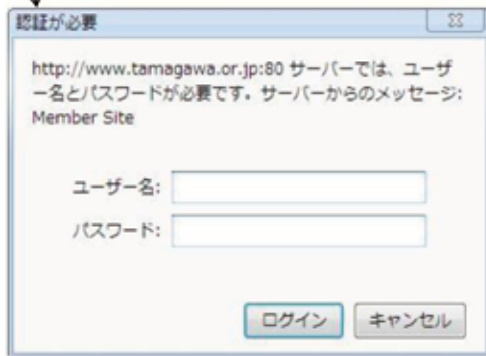 認証が必要
http://www.tamagawa.or.jp:80 サーバーでは、ユーザ
ー名とパスワードが必要です。サーバーからのメッセージ:
Member Site
ユーザー名:
パスワード:
ログイン
キャンセル